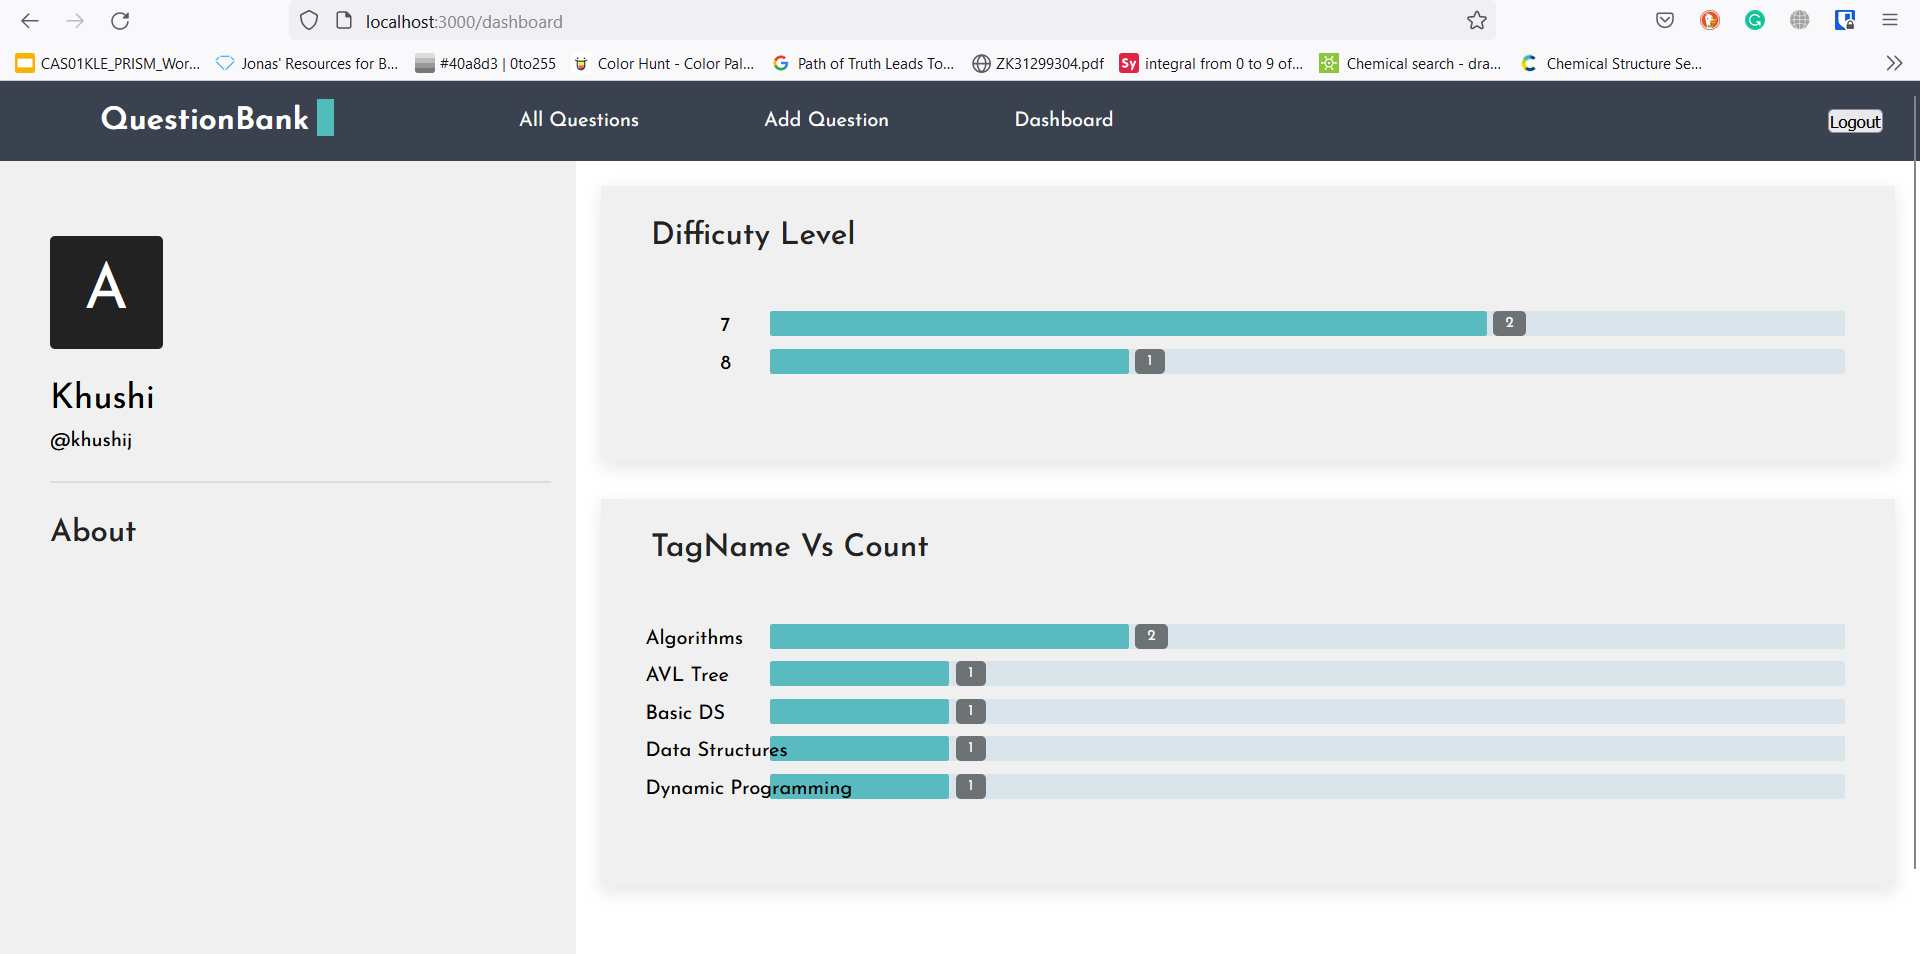 localhost:3000/dashboard
CAS01KLE_PRISM_Wor... Jonas' Resources for B... #40a8d3 | 0to255 Color Hunt - Color Pal... Path of Truth Leads To... ZK31299304.pdf Sy integral from 0 to 9 of... Chemical search - dra... Chemical Structure Se...
QuestionBank All Questions Add Question Dashboard Logout
A
Khushi
@khushij
About
Difficuty Level
7 2
8 1
TagName Vs Count
Algorithms 2
AVL Tree 1
Basic DS 1
Data Structures 1
Dynamic Programming 1